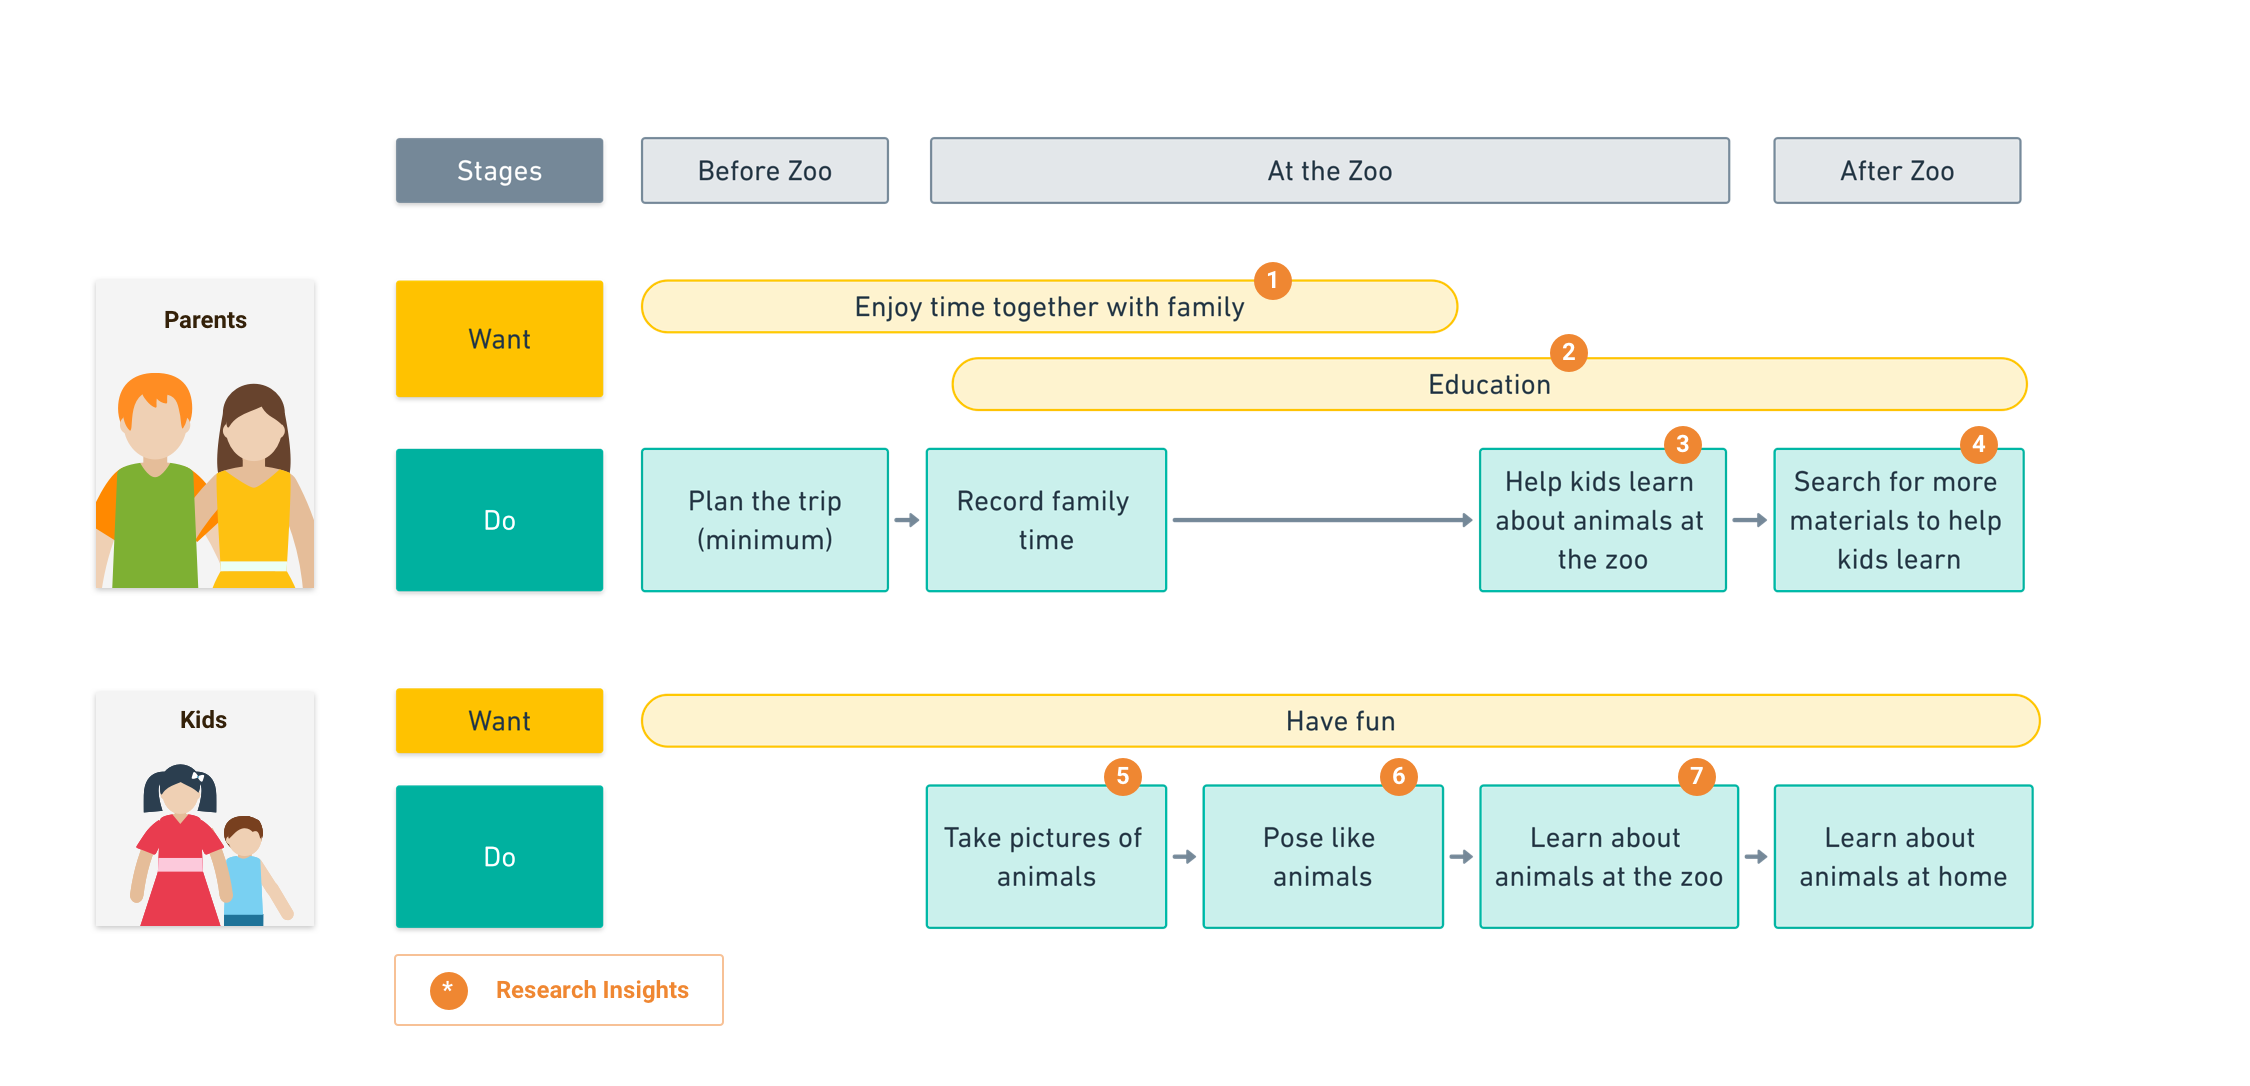 Stages
Before Zoo
At the Zoo
After Zoo
Parents
Want
Enjoy time together with family
1
Education
2
Do
Plan the trip
(minimum)
Record family
time
3
Help kids learn
about animals at
the zoo
4
Search for more
materials to help
kids learn
Kids
Want
Have fun
Do
5
Take pictures of
animals
6
Pose like
animals
7
Learn about
animals at the zoo
Learn about
animals at home
* Research Insights